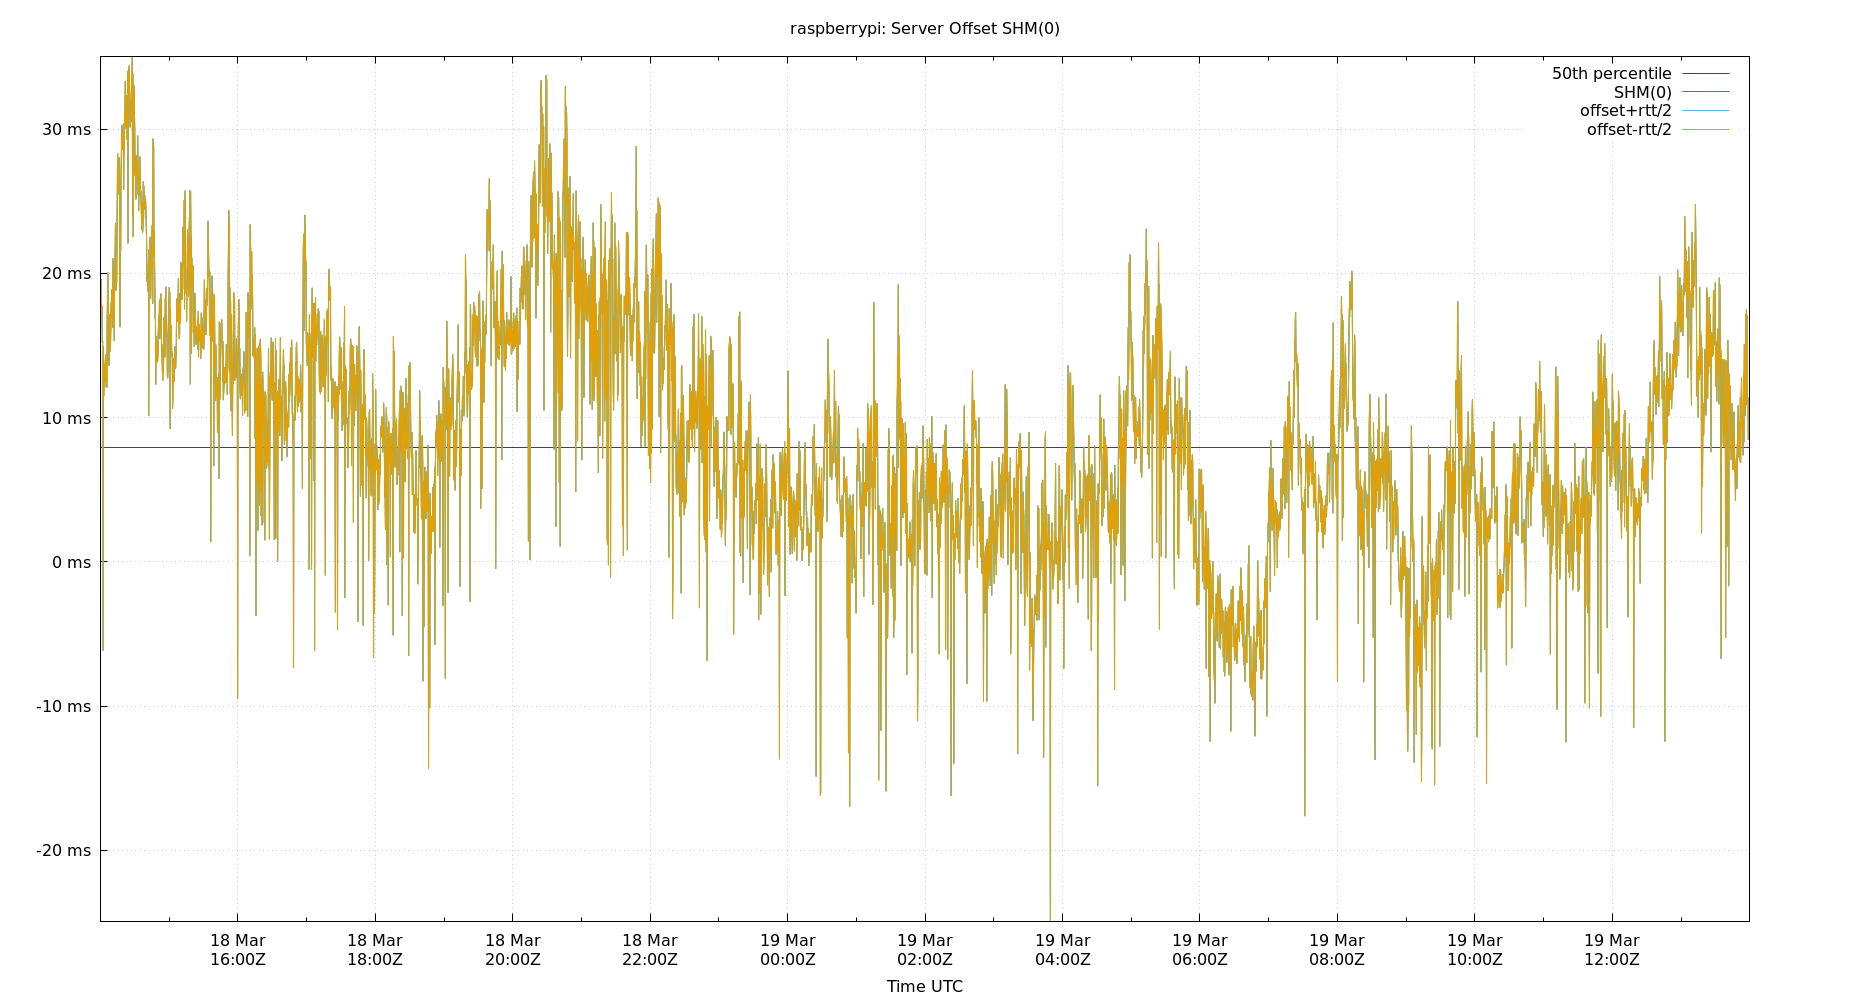 raspberrypi: Server Offset SHM(0)
50th percentile
SHM(0)
offset+rtt/2
offset-rtt/2
30 ms
20 ms
10 ms
0 ms
-10 ms
-20 ms
18 Mar 18 Mar 18 Mar 18 Mar 19 Mar 19 Mar 19 Mar 19 Mar 19 Mar 19 Mar 19 Mar
16:00Z 18:00Z 20:00Z 22:00Z 00:00Z 02:00Z 04:00Z 06:00Z 08:00Z 10:00Z 12:00Z
Time UTC